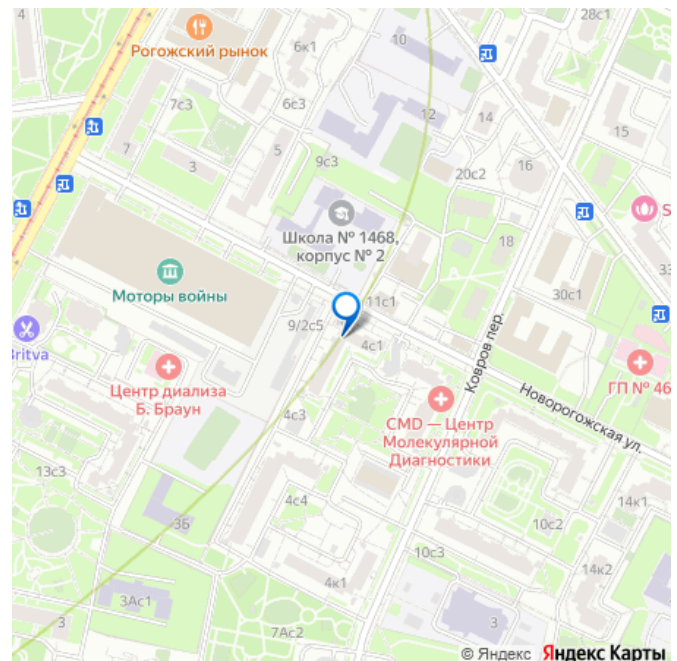 4
28с1
Рогожский рынок
6к1
10
7с3
6с3
12
14
15
7
3
5
9с3
20с2
16
Школа № 1468,
корпус № 2
S
18
33
Моторы войны
11с1
30с1
9/2с5
4с1
Britva
Ковров пер.
ГП № 46
Центр диализа
Б. Браун
Новорогожская ул.
4с3
CMD — Центр
Молекулярной
Диагностики
13с3
4с4
14к1
3Б
10с2
10с3
14к2
4к1
3Ас1
3
3
7Ас2
© Яндекс Яндекс Карты